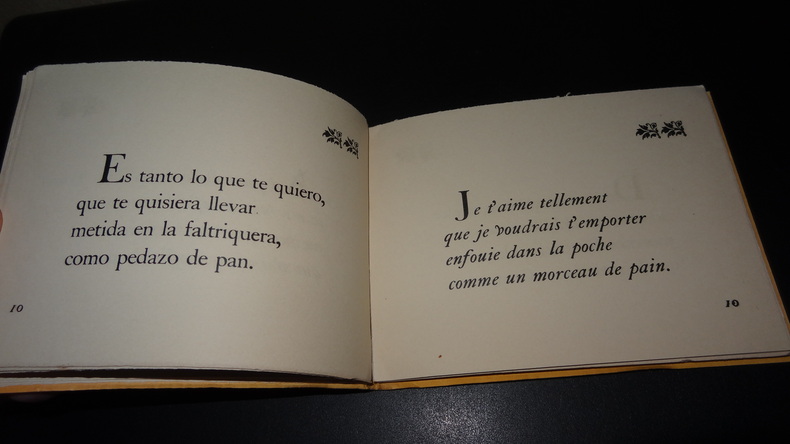 Es tanto lo que te quiero,
que te quisiera llevar
metida en la faltriquera,
como pedazo de pan.
10
Je t'aime tellement
que je voudrais t'emporter
enfouie dans la poche
comme un morceau de pain.
10